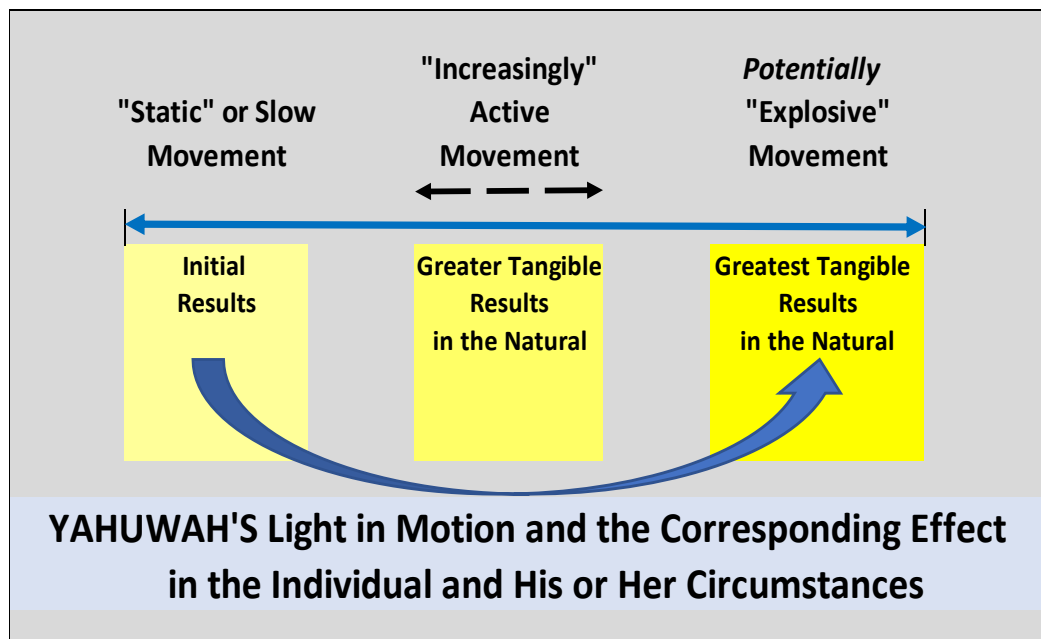 "Static" or Slow
Movement
"Increasingly"
Active
Movement
Potentially
"Explosive"
Movement
Initial
Results
Greater Tangible
Results
in the Natural
Greatest Tangible
Results
in the Natural
YAHUWAH'S Light in Motion and the Corresponding Effect
in the Individual and His or Her Circumstances